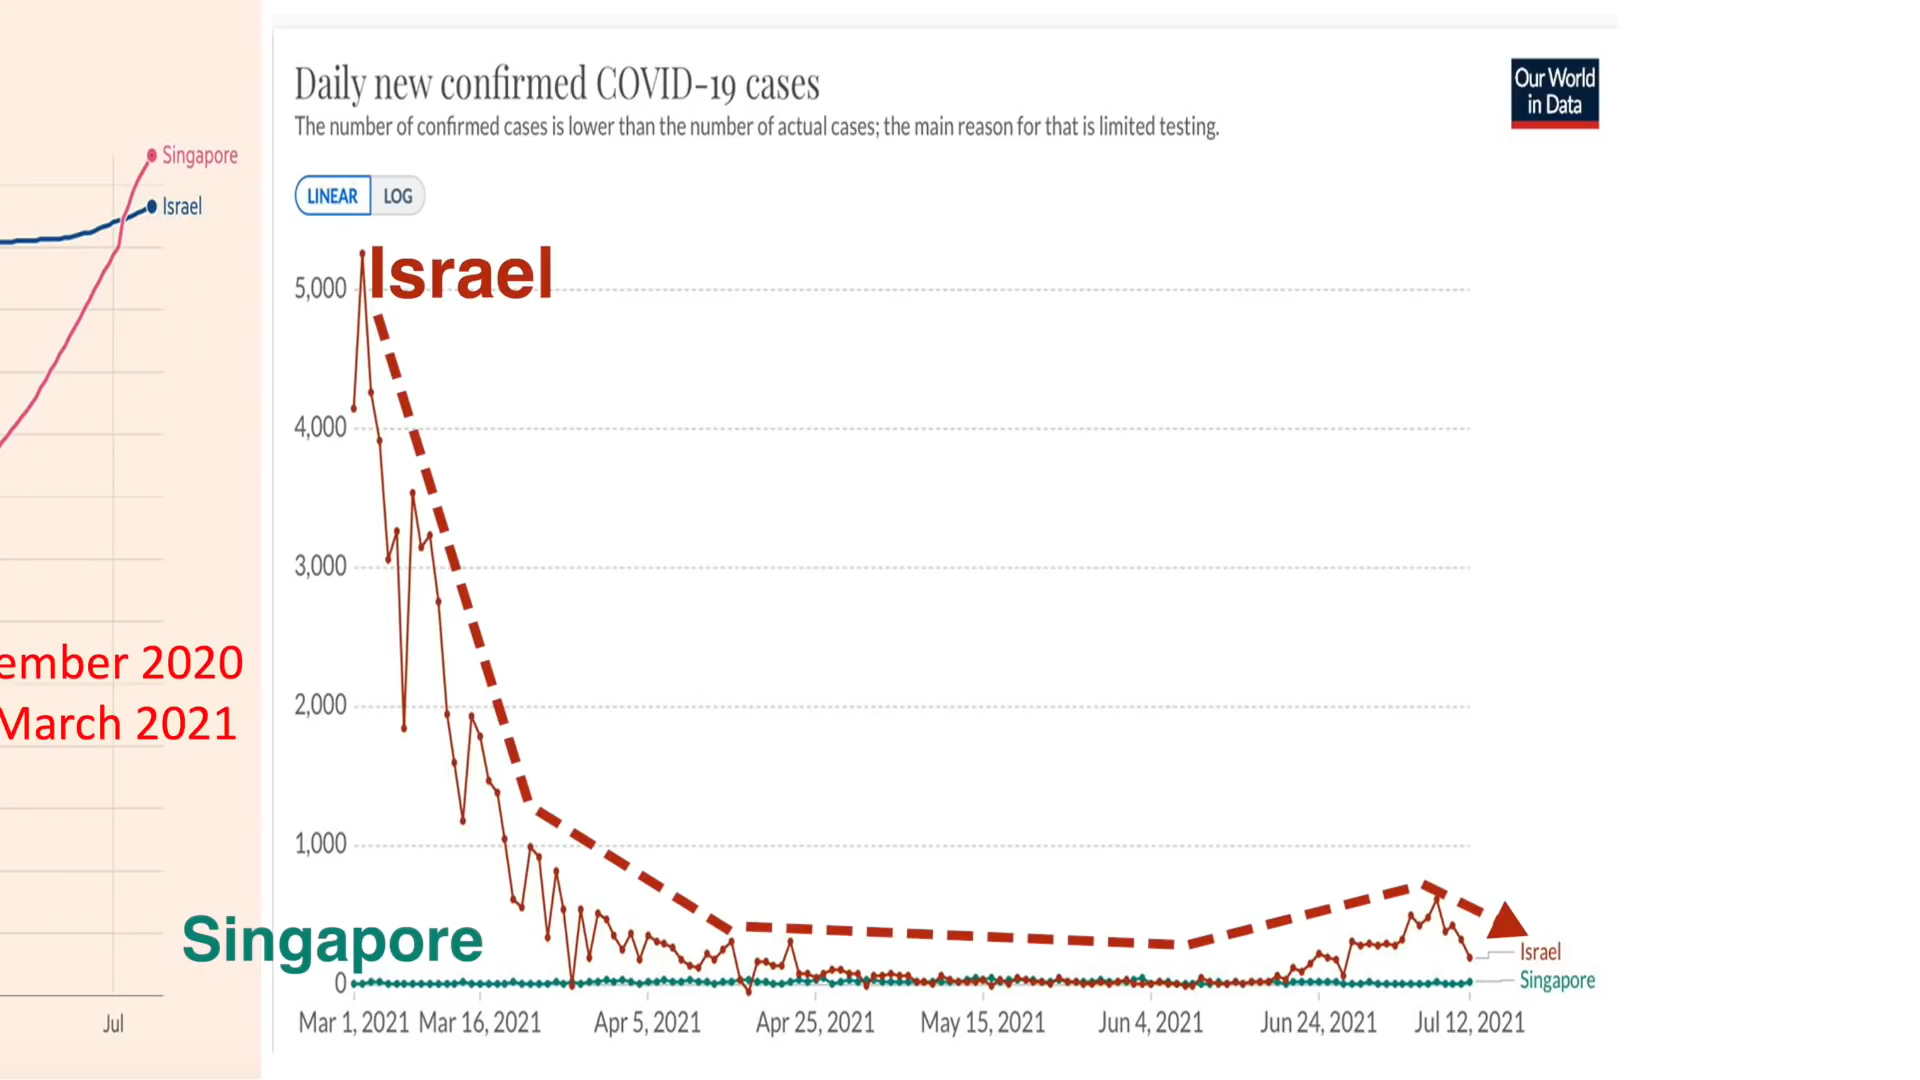 Singapore
Israel
ember 2020
March 2021
Jul
Daily new confirmed COVID-19 cases
The number of confirmed cases is lower than the number of actual cases; the main reason for that is limited testing.
Our World
in Data
LINEAR LOG
Israel
5,000
4,000
3,000
2,000
1,000
0
Singapore
Israel
Singapore
Mar 1, 2021 Mar 16, 2021 Apr 5, 2021 Apr 25, 2021 May 15, 2021 Jun 4, 2021 Jun 24, 2021 Jul 12, 2021